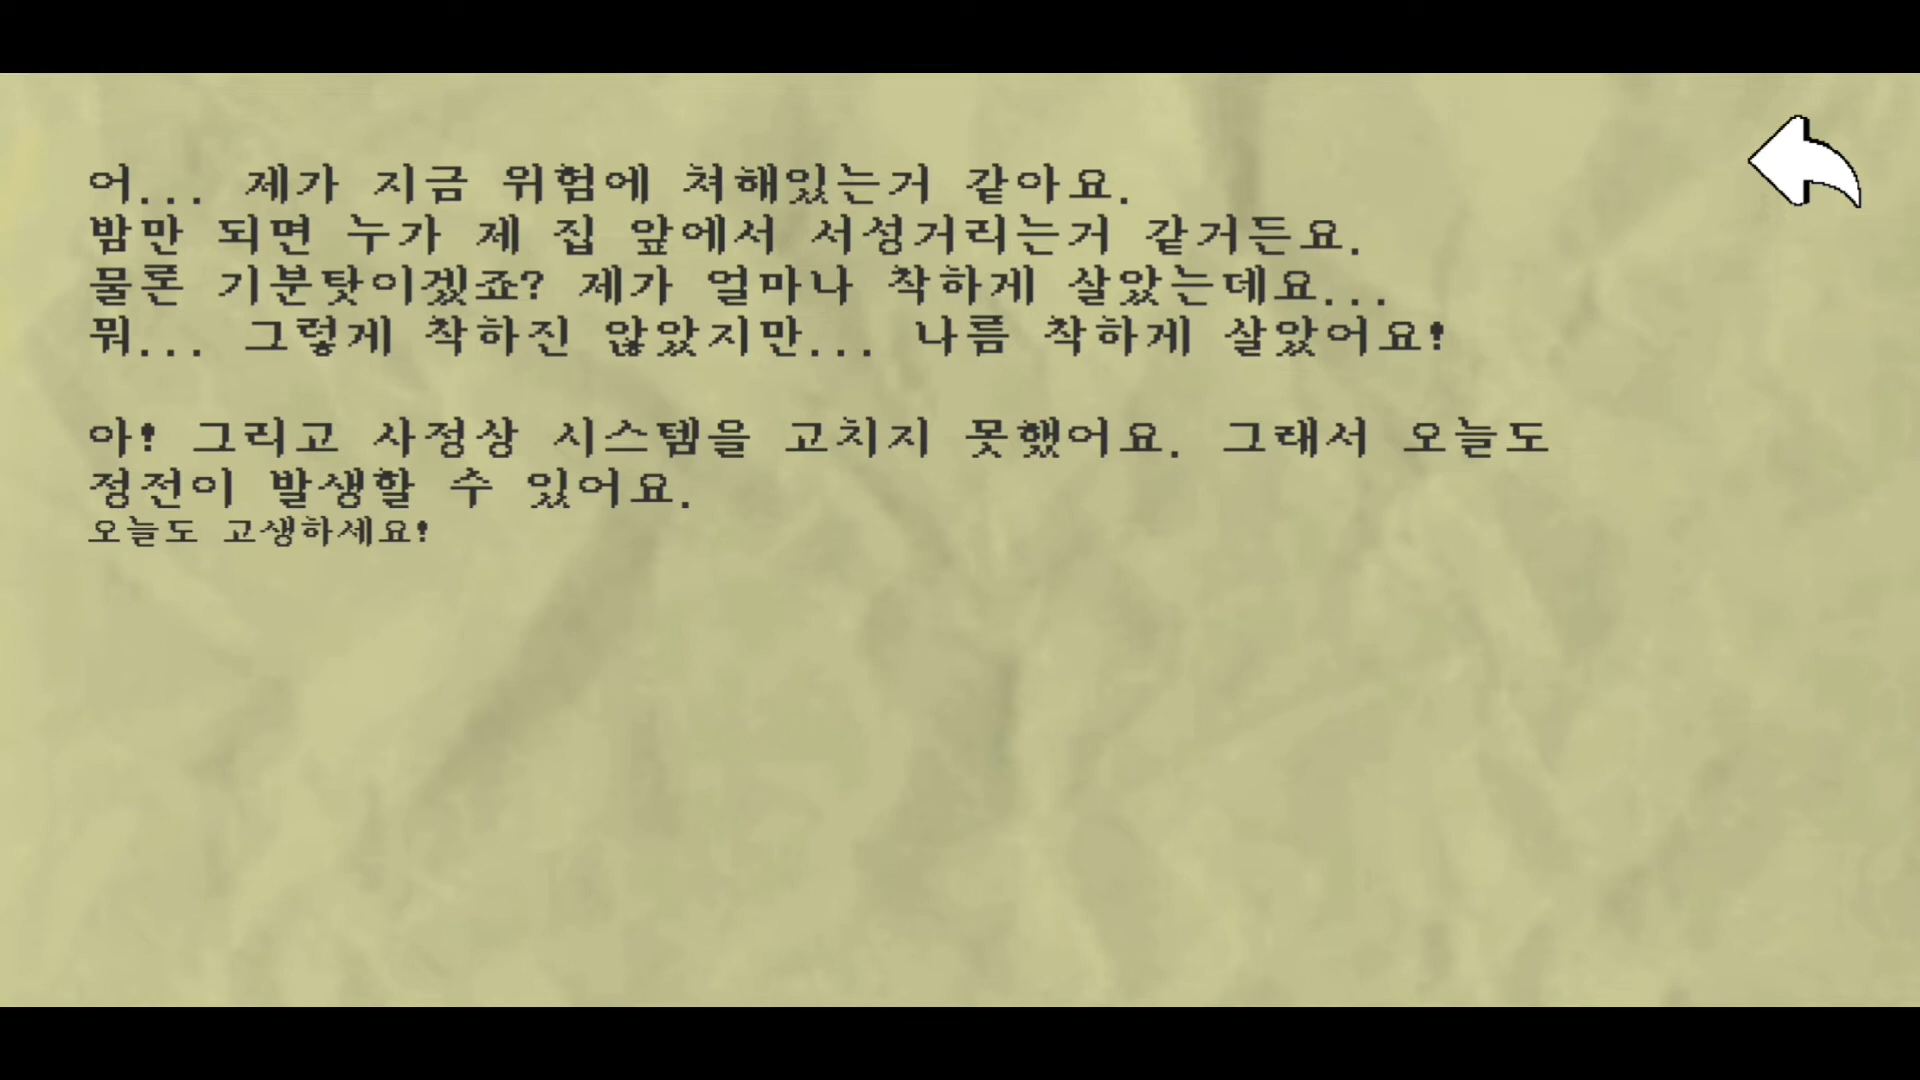 어... 제가 지금 위험에 쳐해있는거 같아요.
밤만 되면 누가 제 집 앞에서 서성거리는거 같거든요.
물론 기분탓이겠죠? 제가 얼마나 착하게 살았는데요...
뭐... 그렇게 착하진 않았지만... 나름 착하게 살았어요!
아! 그리고 사정상 시스템을 고치지 못했어요. 그래서 오늘도
정전이 발생할 수 있어요.
오늘도 고생하세요!